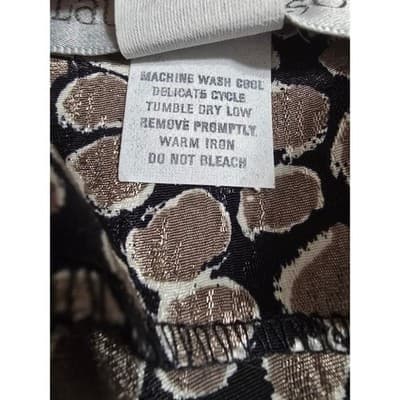 MACHINE WASH COOL
DELICATE CYCLE
TUMBLE DRY LOW
REMOVE PROMPTLY
WARM IRON
DO NOT BLEACH